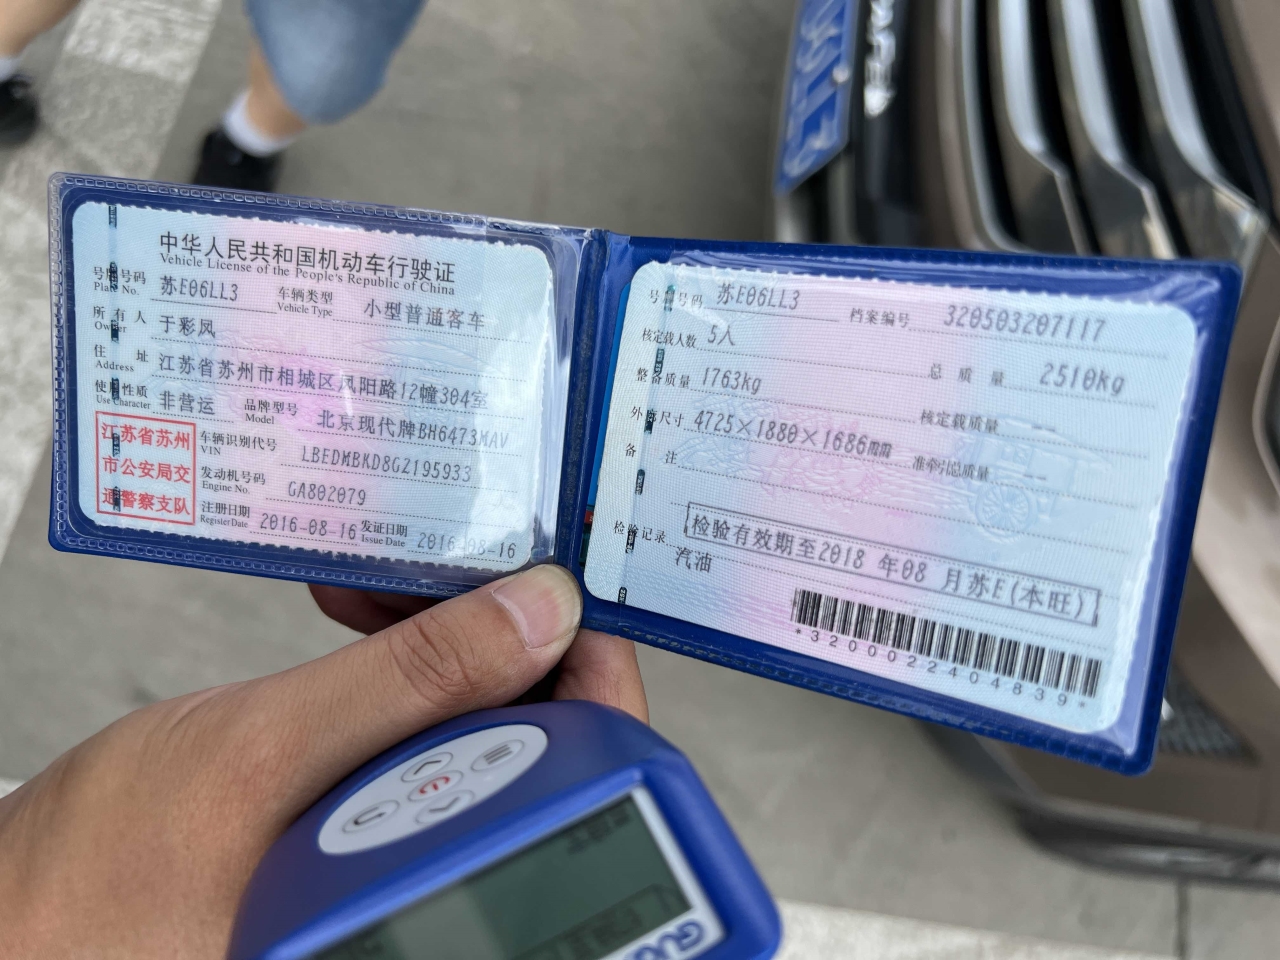 中华人民共和国机动车行驶证
Vehicle License of the People's Republic of China
号牌号码 苏E06LL3 车辆类型 小型普通客车
Plate No. Vehicle Type
所有人 于彩凤
Owner
住址 江苏省苏州市相城区凤阳路12幢304室
Address
使用性质 非营运 品牌型号 北京现代牌BH6473MAV
Use Character Model
江苏省苏州
市公安局交
通警察支队
车辆识别代号 LBEDMBKD8GZ195933
VIN
发动机号码 GA802079
Engine No.
注册日期 2016-08-16 发证日期 2016-08-16
Register Date Issue Date
号牌号码 苏E06LL3 档案编号 320503207117
核定载人数 5人 总质量 2510kg
整备质量 1763kg 核定载质量 --
外廓尺寸 4725×1880×1686mm 准牵引总质量 --
备注
检验记录 检验有效期至2018 年08 月苏E(本旺)
汽油
*3200022404839*